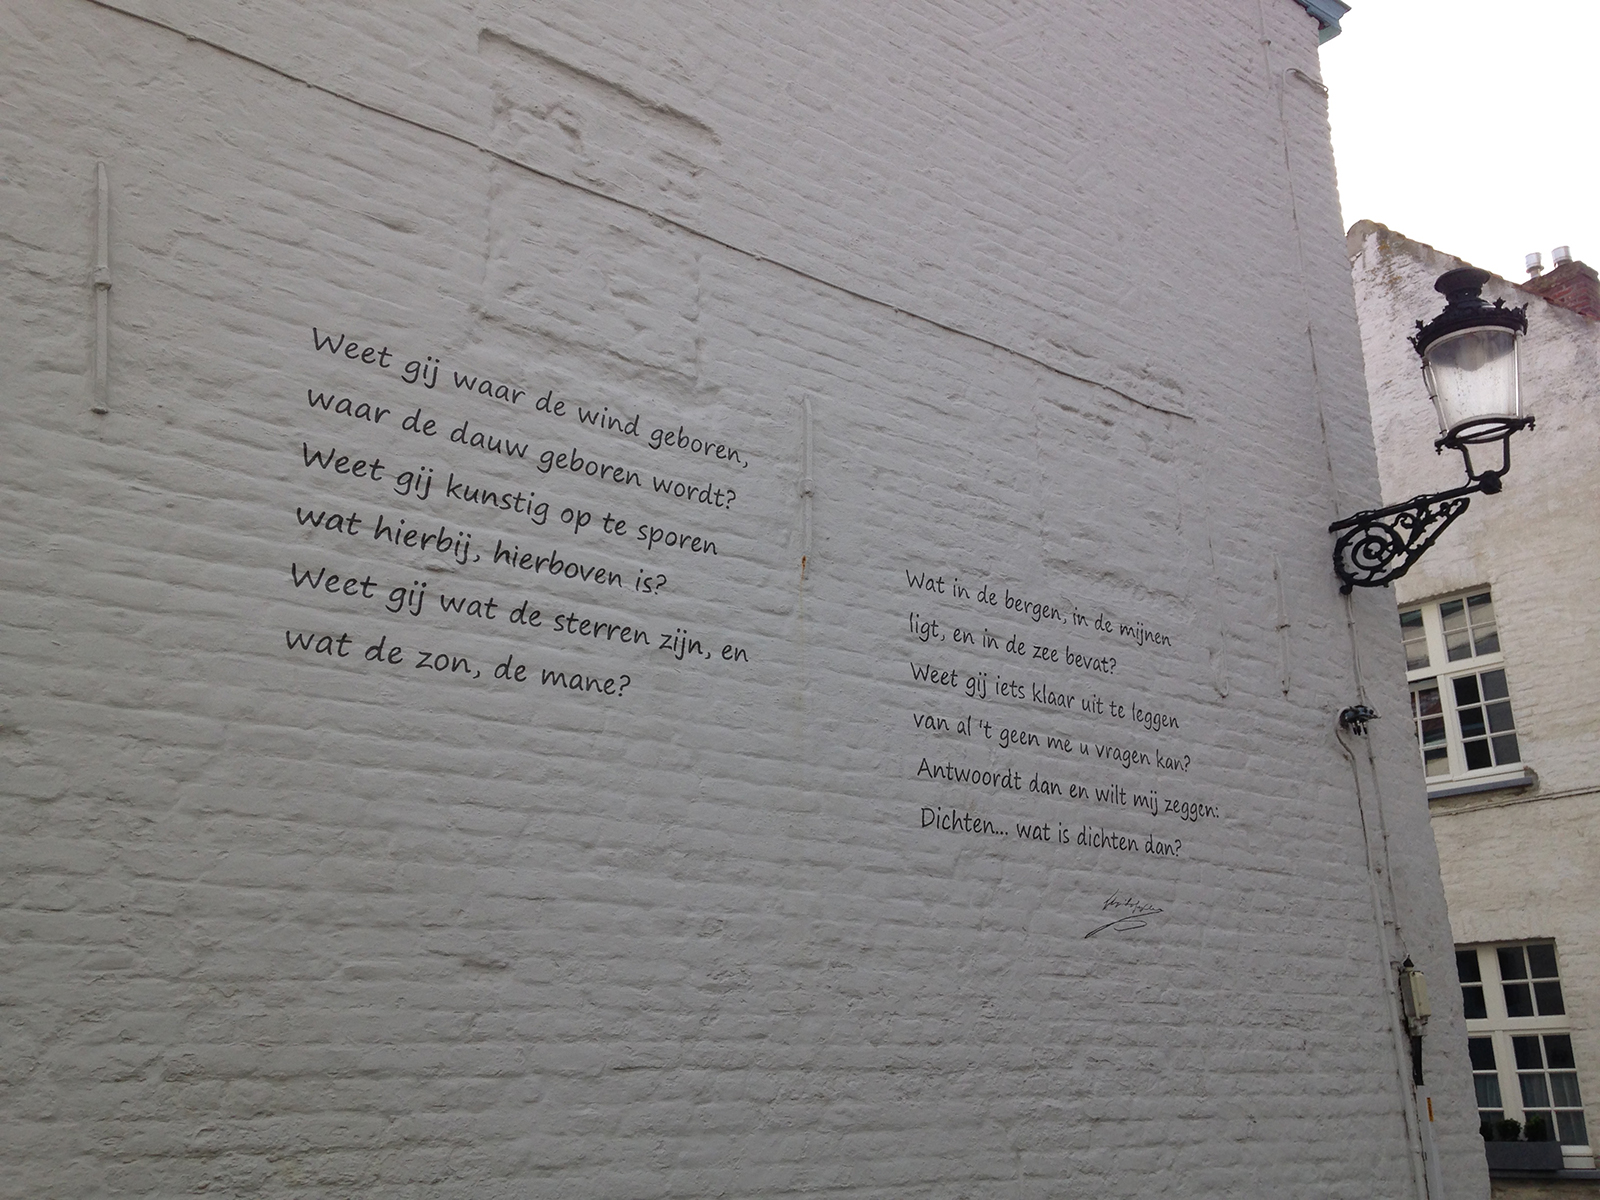 Weet gij waar de wind geboren,
waar de dauw geboren wordt?
Weet gij kunstig op te sporen
wat hierbij, hierboven is?
Weet gij wat de sterren zijn, en
wat de zon, de mane?
Wat in de bergen, in de mijnen
ligt, en in de zee bevat?
Weet gij iets klaar uit te leggen
van al 't geen me u vragen kan?
Antwoordt dan en wilt mij zeggen:
Dichten... wat is dichten dan?